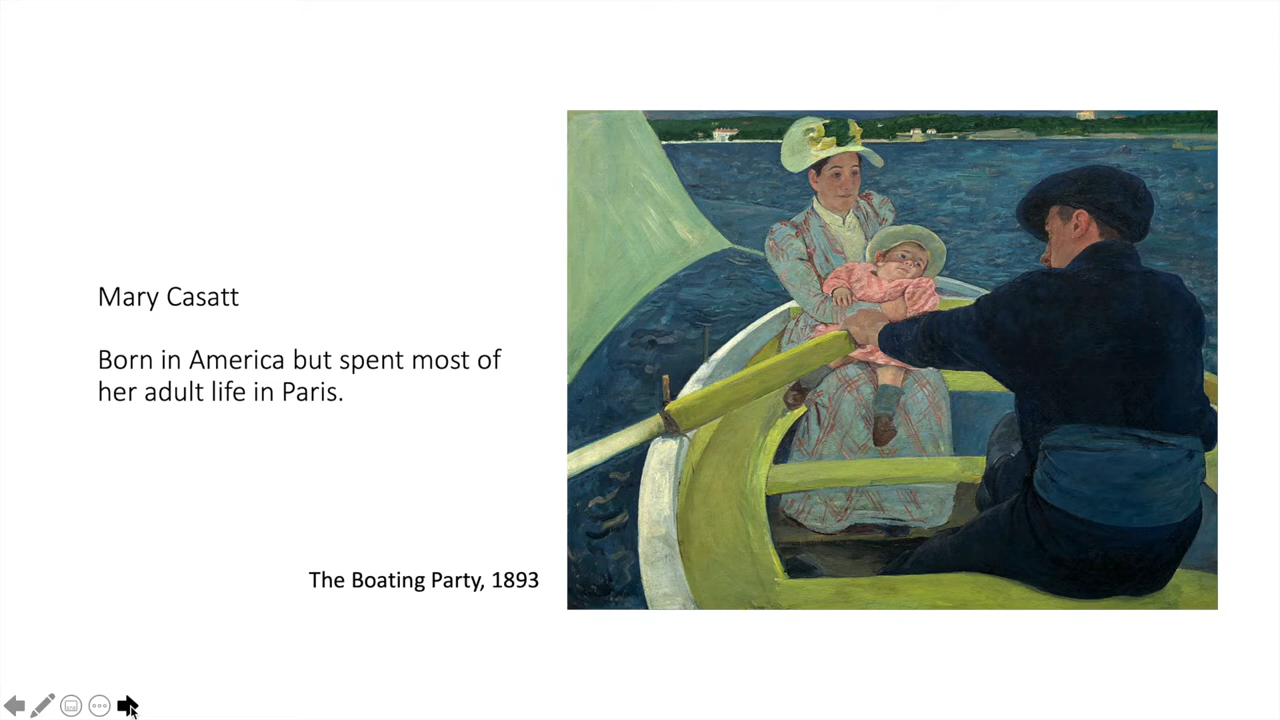 Mary Casatt
Born in America but spent most of
her adult life in Paris.
The Boating Party, 1893